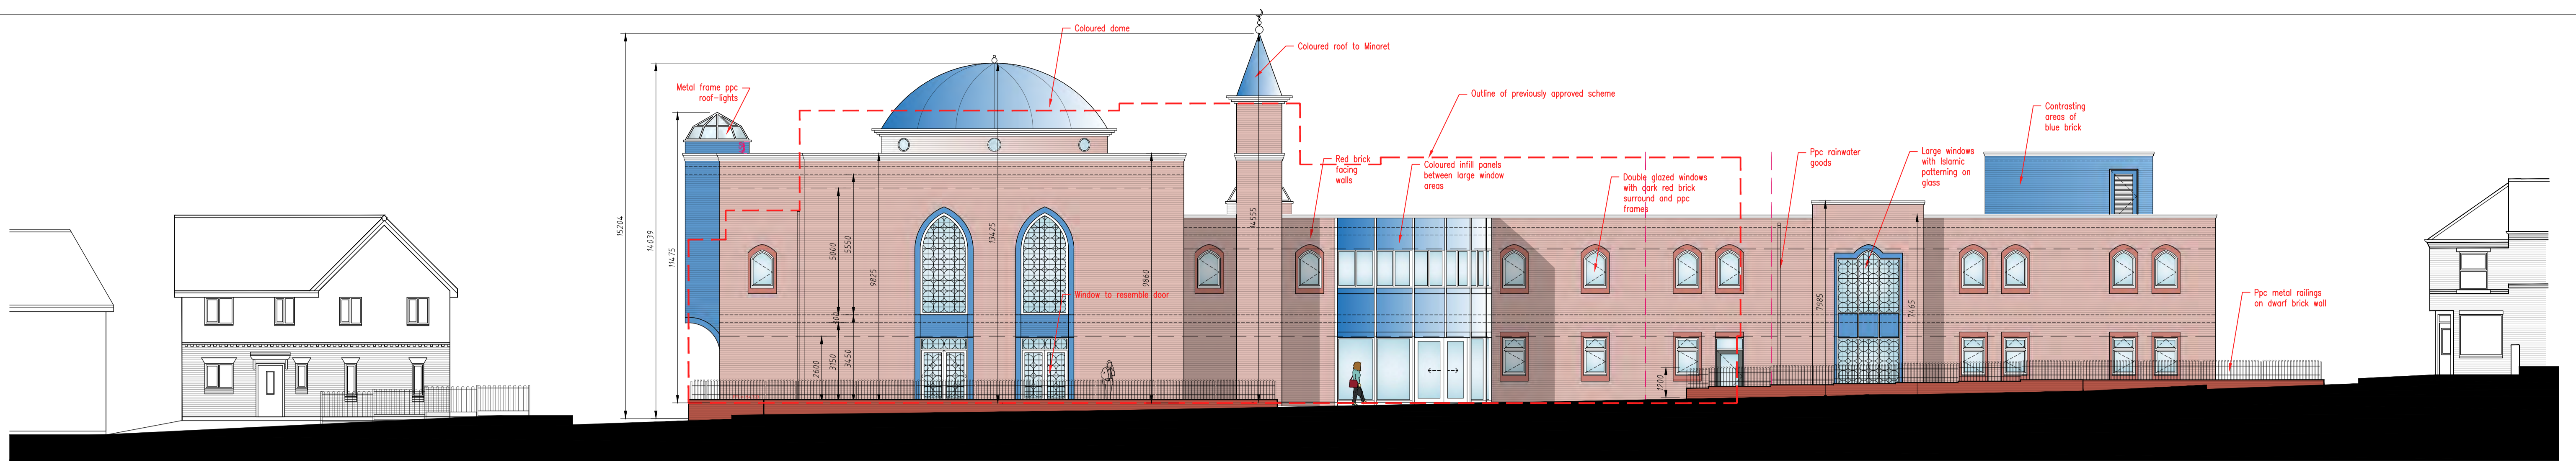 Coloured dome
Coloured roof to Minaret
Metal frame ppc
roof-lights
Outline of previously approved scheme
Contrasting
areas of
blue brick
Red brick
facing
walls
Coloured infill panels
between large window
areas
Double glazed windows
with dark red brick
surround and ppc
frames
Ppc rainwater
goods
Large windows
with Islamic
patterning on
glass
Window to resemble door
Ppc metal railings
on dwarf brick wall
15204
14039
11475
5000
5550
9825
13425
9860
14555
7985
7465
2600
3150
3450
1200